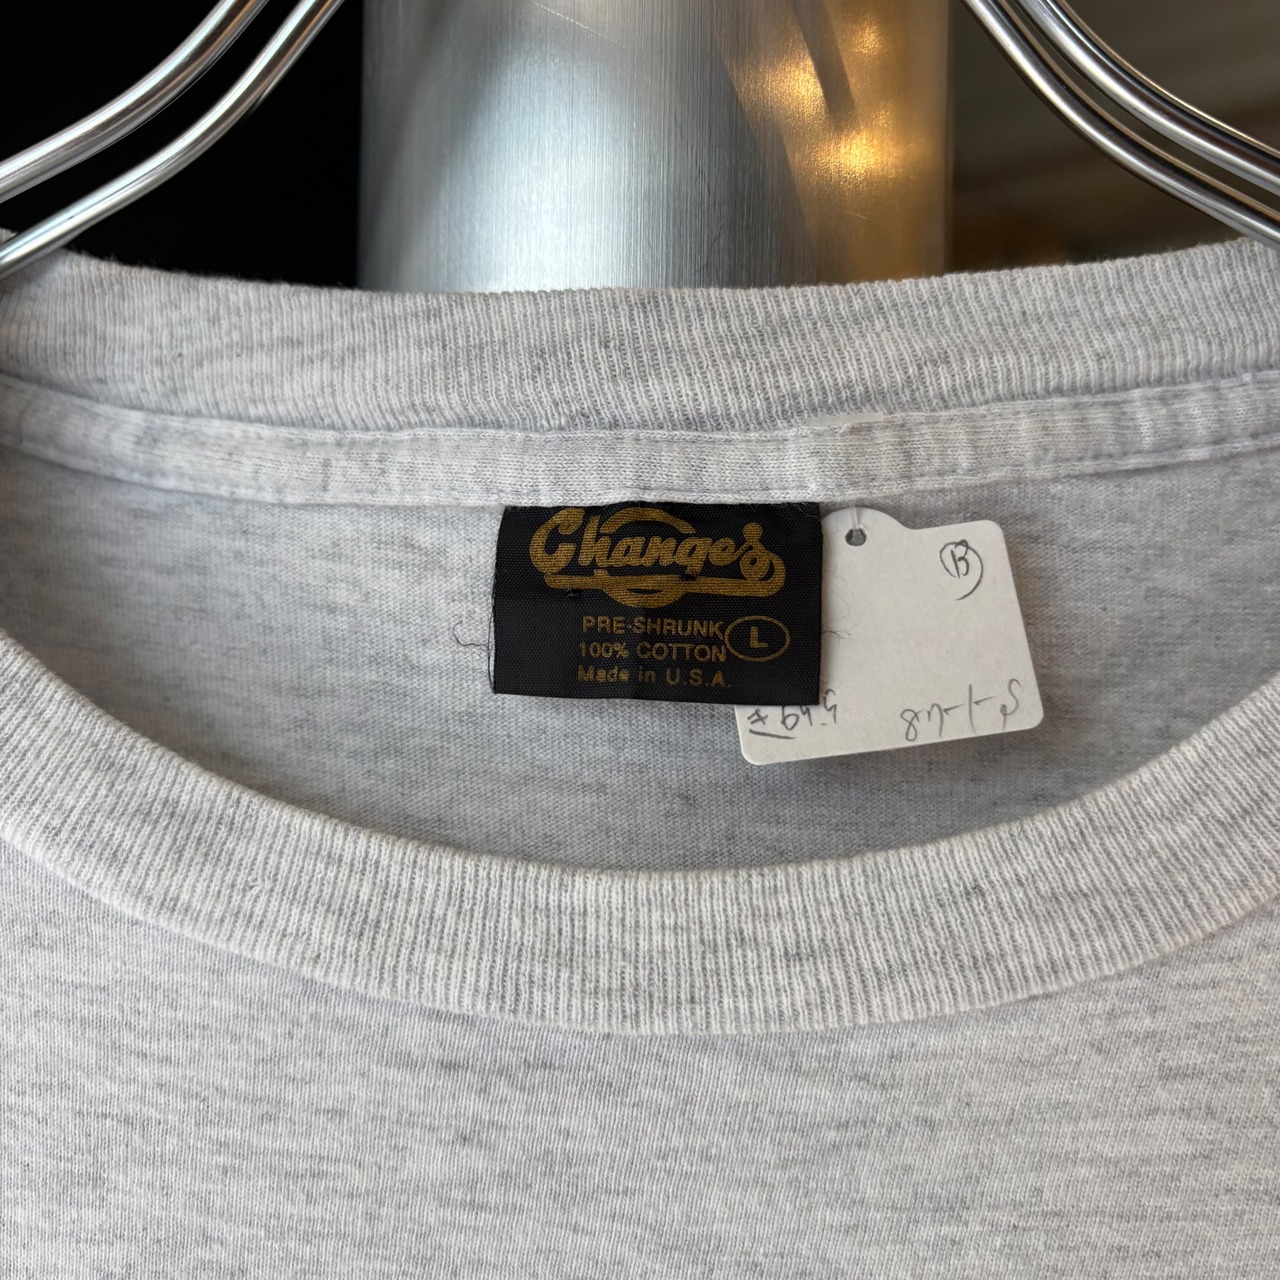 Changes
PRE-SHRUNK
100% COTTON
Made in U.S.A.
L
B